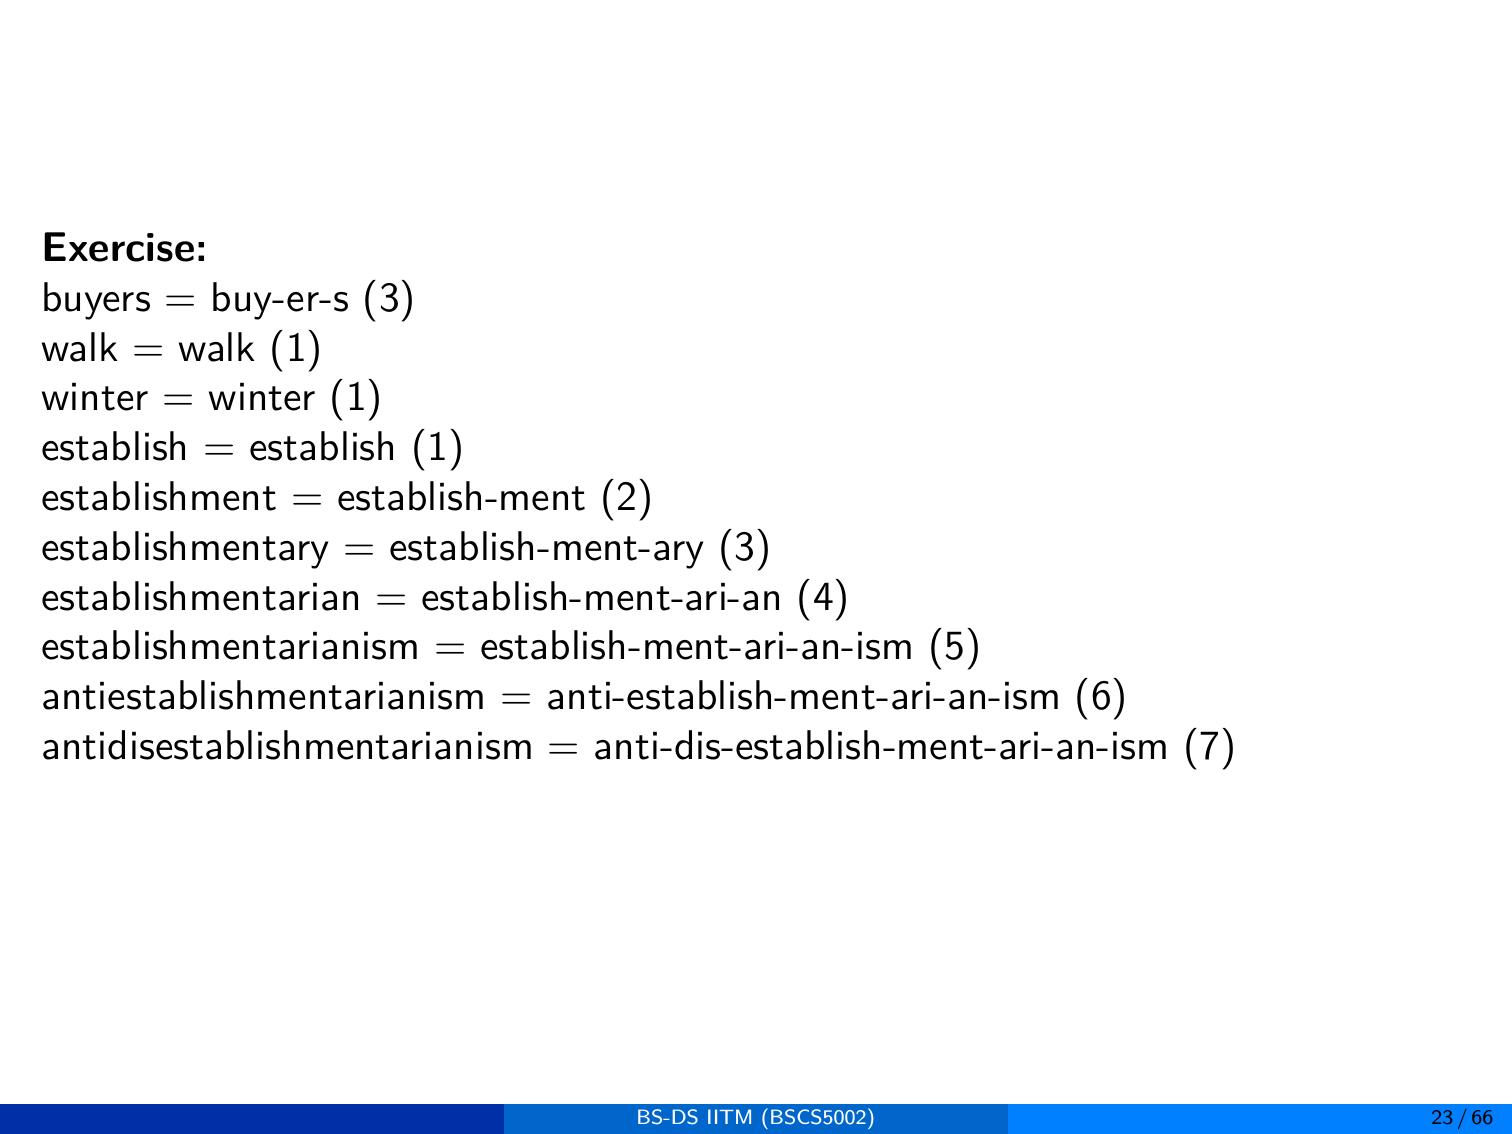 Exercise:
buyers = buy-er-s (3)
walk = walk (1)
winter = winter (1)
establish = establish (1)
establishment = establish-ment (2)
establishmentary = establish-ment-ary (3)
establishmentarian = establish-ment-ari-an (4)
establishmentarianism = establish-ment-ari-an-ism (5)
antiestablishmentarianism = anti-establish-ment-ari-an-ism (6)
antidisestablishmentarianism = anti-dis-establish-ment-ari-an-ism (7)
BS-DS IITM (BSCS5002) 23 / 66